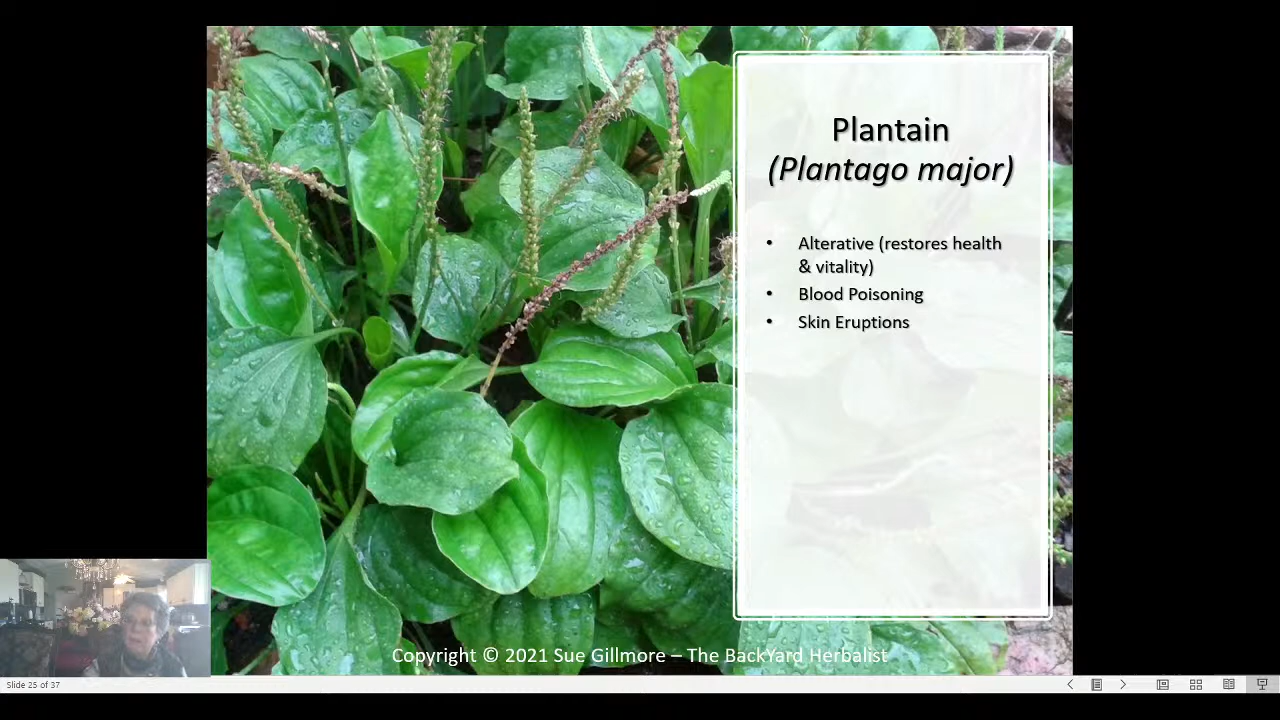 Plantain
(Plantago major)
• Alterative (restores health
& vitality)
• Blood Poisoning
• Skin Eruptions
Copyright © 2021 Sue Gillmore – The BackYard Herbalist
Slide 25 of 37